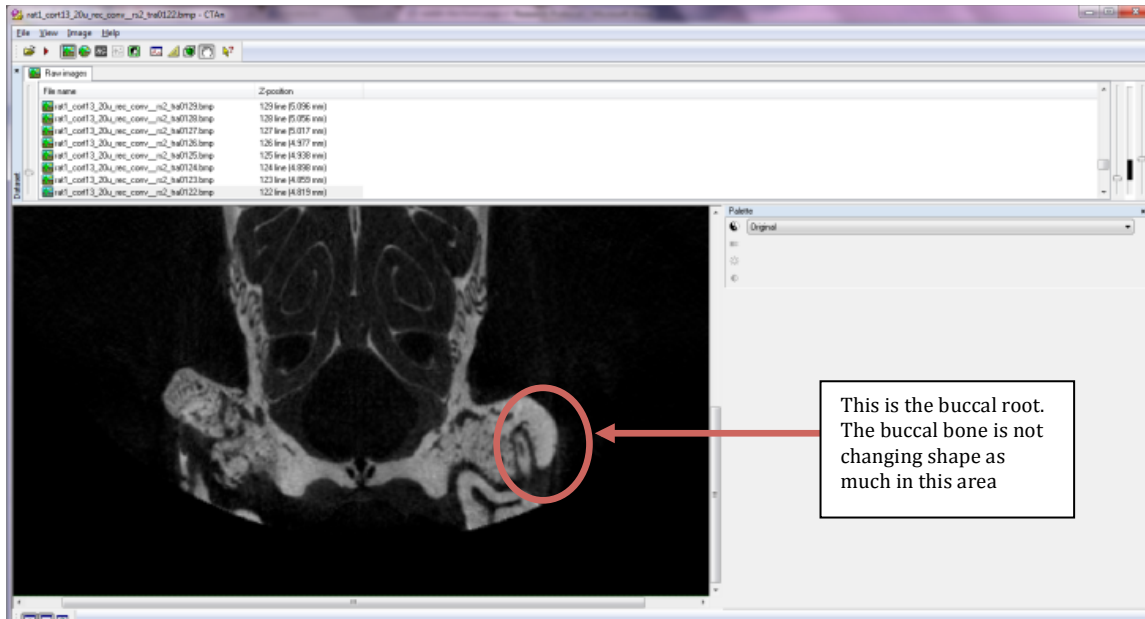 rat1_cort13_20u_rec_conv__rs2_tra0122.bmp - CTAn
File View Image Help
Raw images
File name Z-position
rat1_cort13_20u_rec_conv__rs2_tra0129.bmp 129 line (5.096 mm)
rat1_cort13_20u_rec_conv__rs2_tra0128.bmp 128 line (5.056 mm)
rat1_cort13_20u_rec_conv__rs2_tra0127.bmp 127 line (5.017 mm)
rat1_cort13_20u_rec_conv__rs2_tra0126.bmp 126 line (4.977 mm)
rat1_cort13_20u_rec_conv__rs2_tra0125.bmp 125 line (4.938 mm)
rat1_cort13_20u_rec_conv__rs2_tra0124.bmp 124 line (4.898 mm)
rat1_cort13_20u_rec_conv__rs2_tra0123.bmp 123 line (4.859 mm)
rat1_cort13_20u_rec_conv__rs2_tra0122.bmp 122 line (4.819 mm)
Dataset
Palette
Original
This is the buccal root.
The buccal bone is not
changing shape as
much in this area